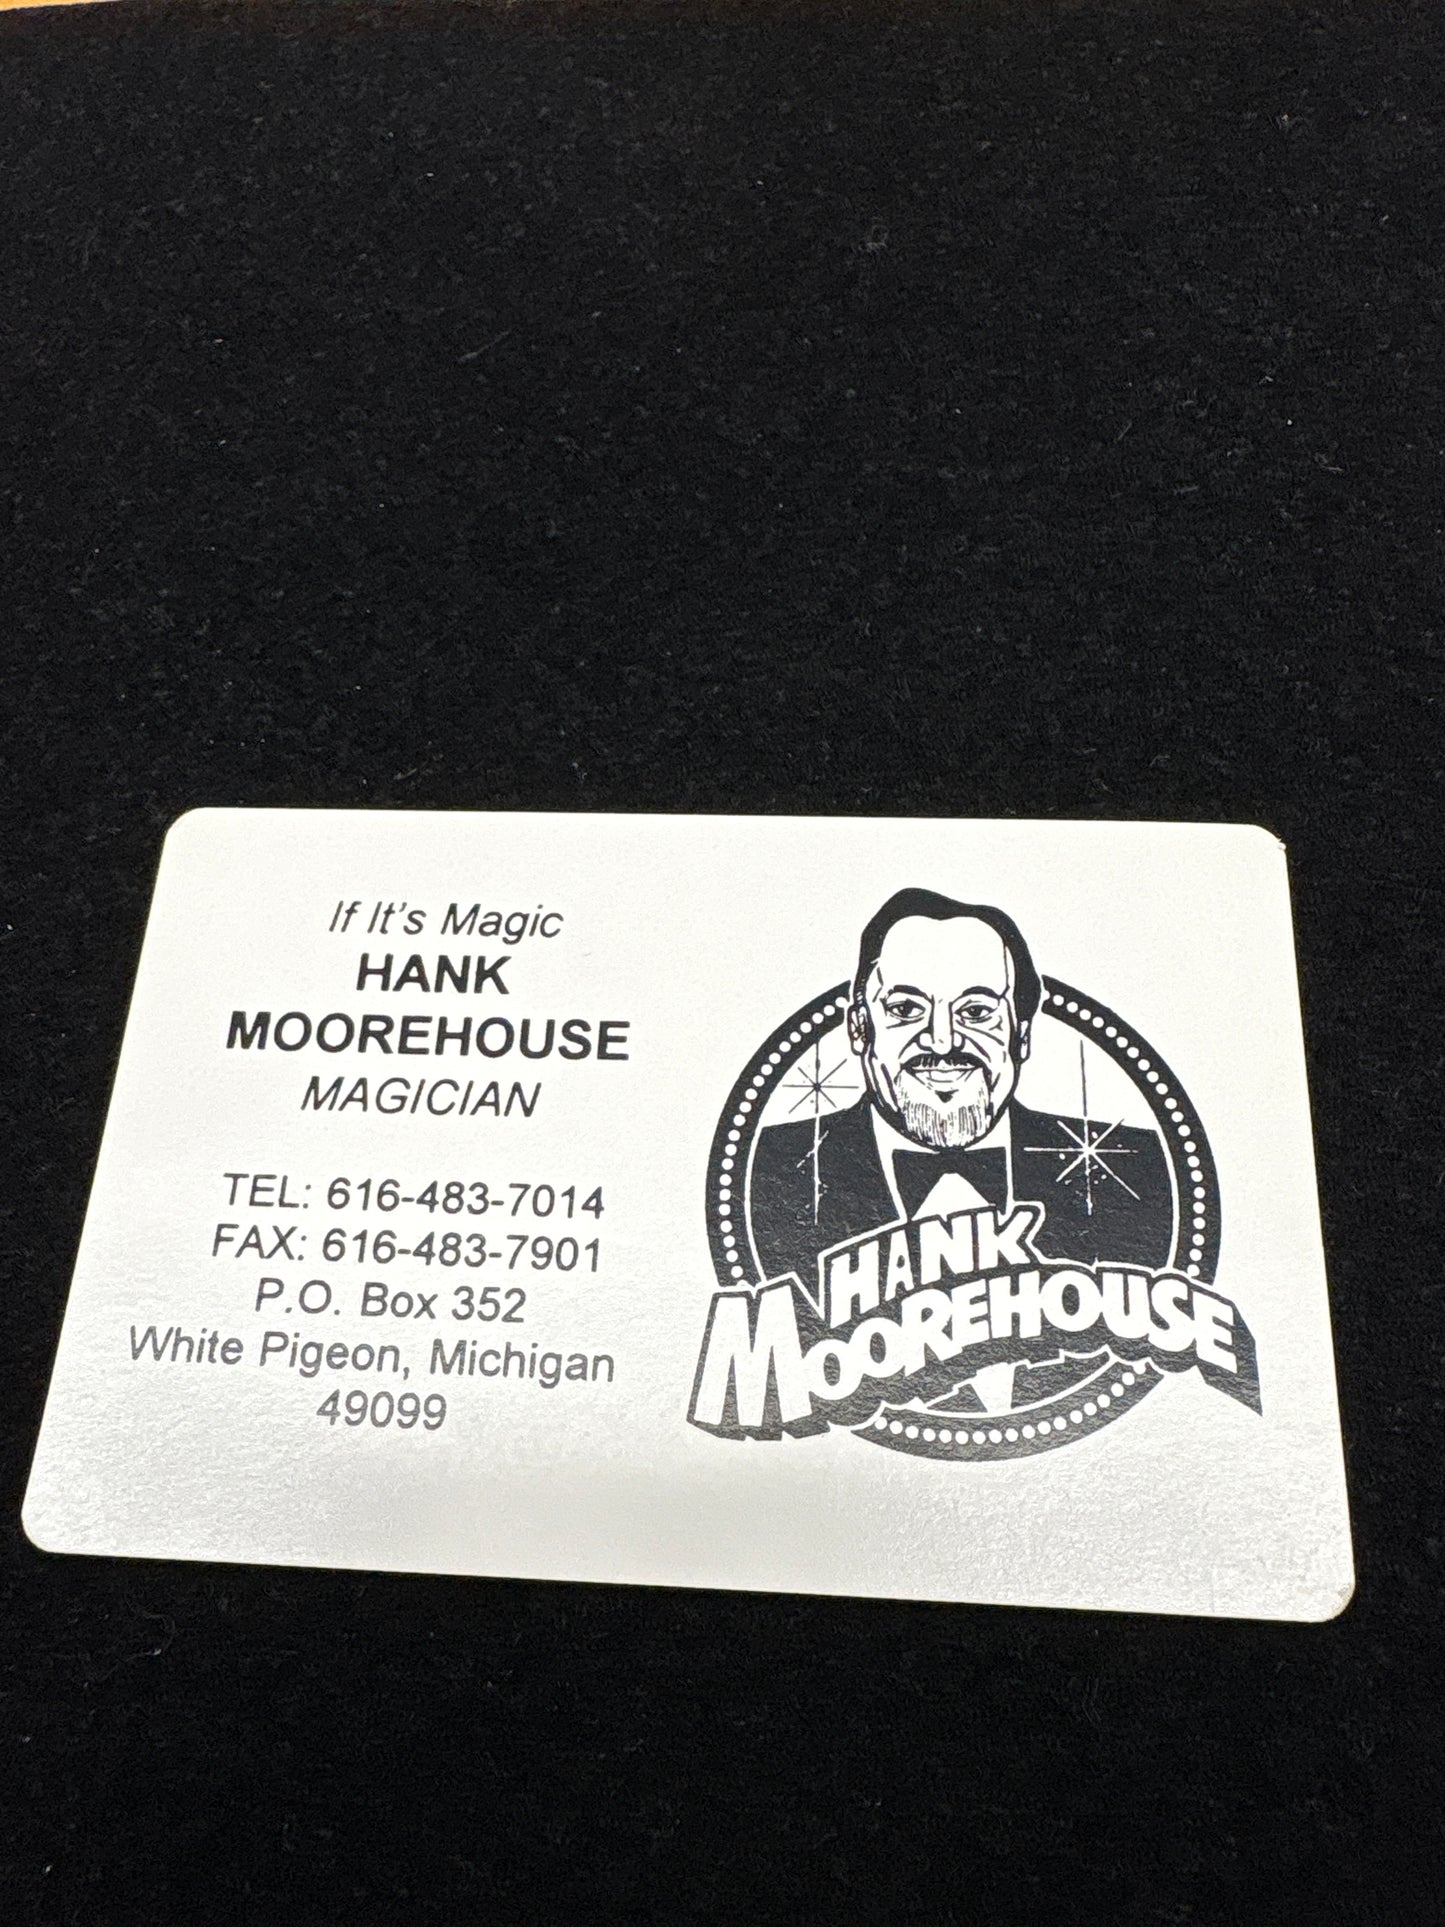 If It's Magic
HANK
MOOREHOUSE
MAGICIAN
TEL: 616-483-7014
FAX: 616-483-7901
P.O. Box 352
White Pigeon, Michigan
49099
HANK
MOOREHOUSE